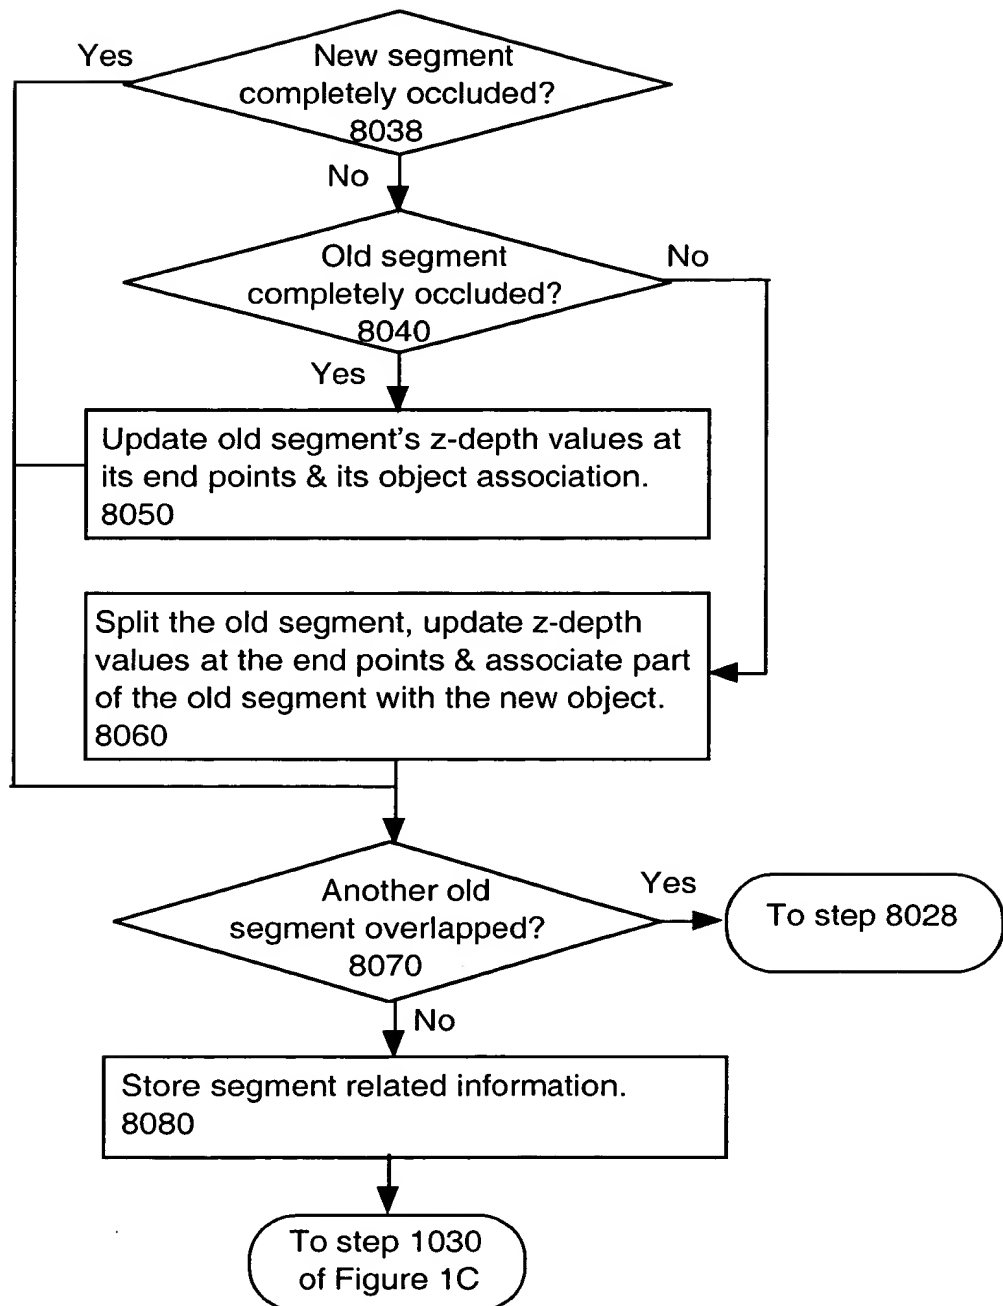 Yes
New segment
completely occluded?
8038
No
Old segment
completely occluded?
8040
No
Yes
Update old segment's z-depth values at
its end points & its object association.
8050
Split the old segment, update z-depth
values at the end points & associate part
of the old segment with the new object.
8060
Another old
segment overlapped?
8070
Yes
To step 8028
No
Store segment related information.
8080
To step 1030
of Figure 1C